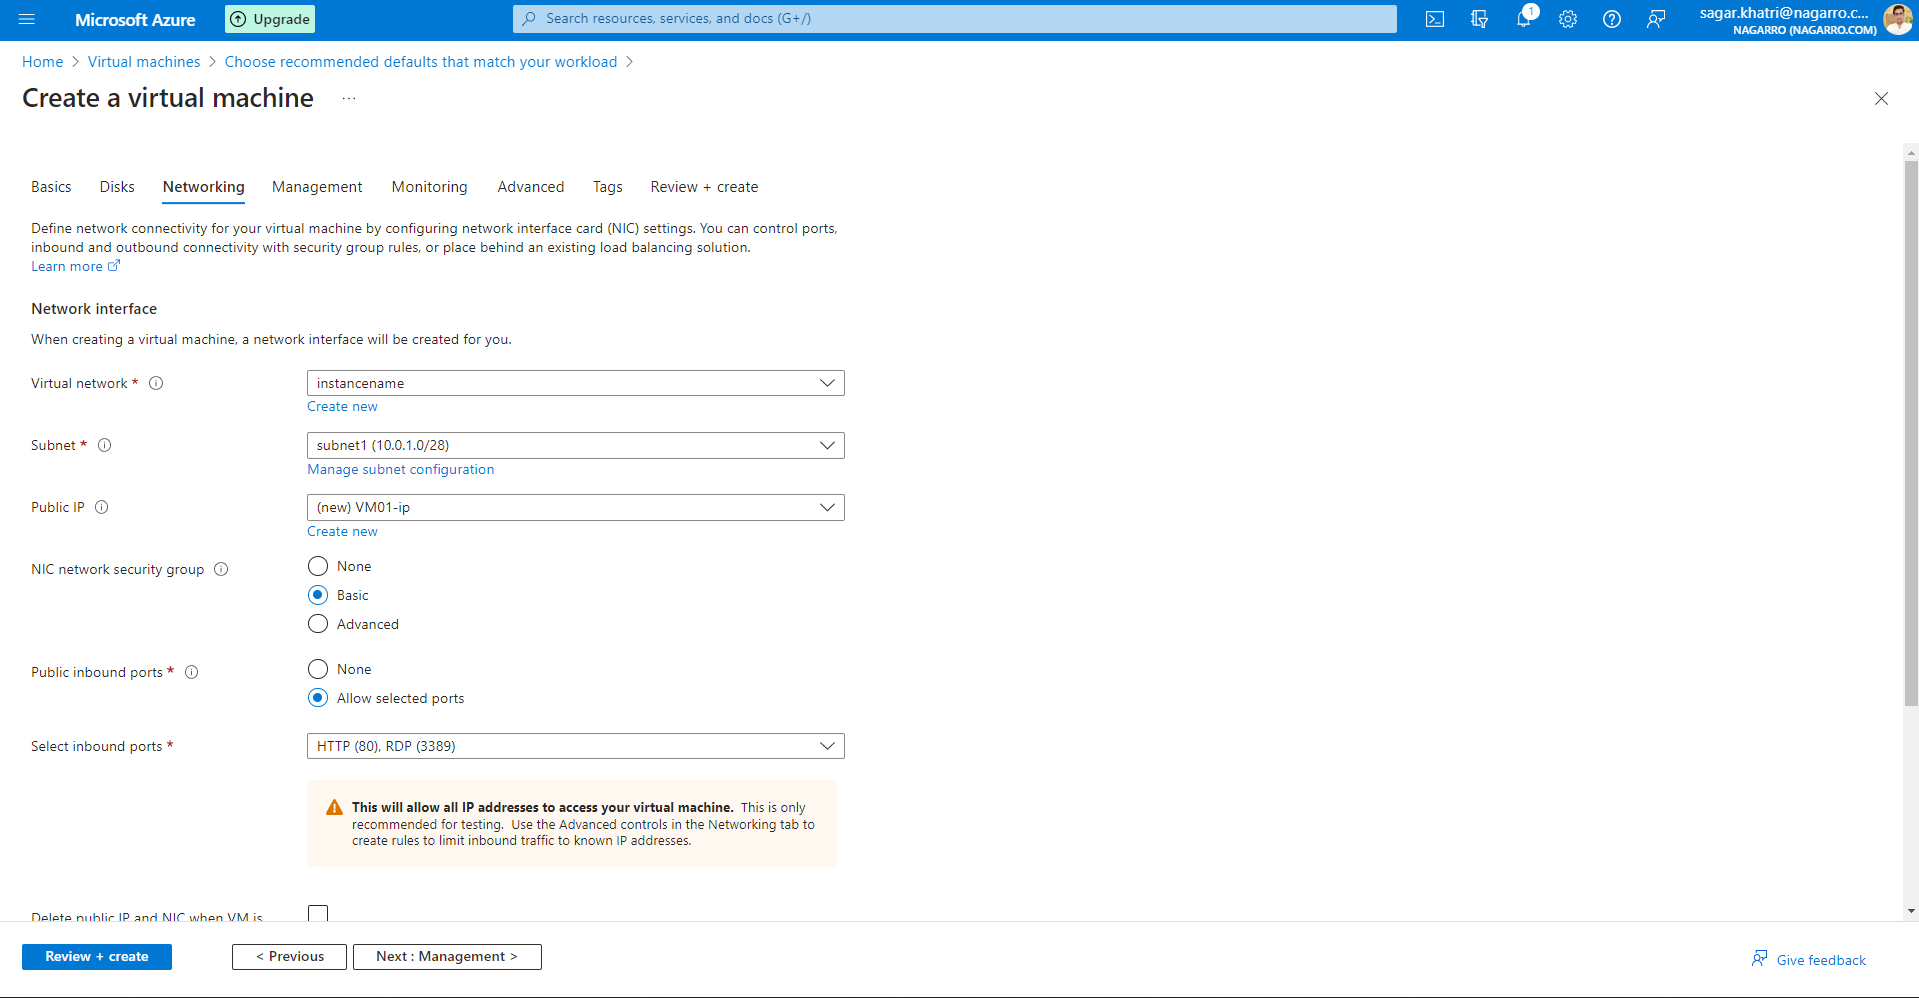 Microsoft Azure
Upgrade
Search resources, services, and docs (G+/)
1
sagar.khatri@nagarro.c...
NAGARRO (NAGARRO.COM)
Home > Virtual machines > Choose recommended defaults that match your workload >
Create a virtual machine ...
Basics Disks Networking Management Monitoring Advanced Tags Review + create
Define network connectivity for your virtual machine by configuring network interface card (NIC) settings. You can control ports,
inbound and outbound connectivity with security group rules, or place behind an existing load balancing solution.
Learn more
Network interface
When creating a virtual machine, a network interface will be created for you.
Virtual network * instancename
Create new
Subnet * subnet1 (10.0.1.0/28)
Manage subnet configuration
Public IP (new) VM01-ip
Create new
NIC network security group None
Basic
Advanced
Public inbound ports * None
Allow selected ports
Select inbound ports * HTTP (80), RDP (3389)
This will allow all IP addresses to access your virtual machine. This is only
recommended for testing. Use the Advanced controls in the Networking tab to
create rules to limit inbound traffic to known IP addresses.
Delete public IP and NIC when VM is
Review + create < Previous Next : Management > Give feedback